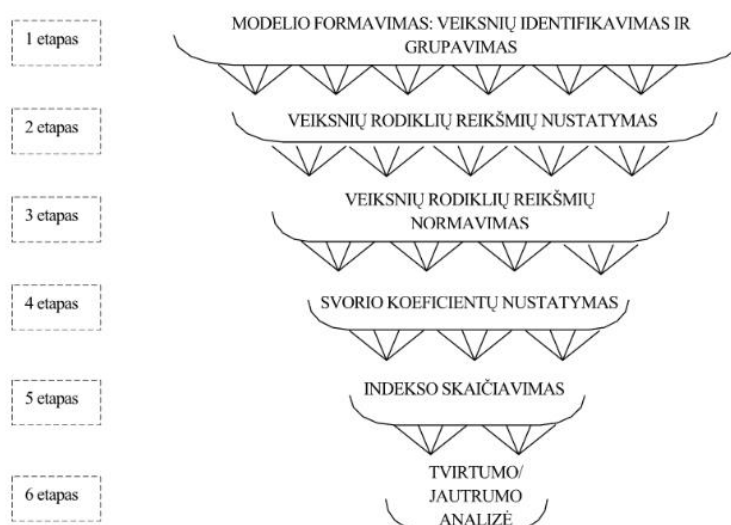 1 etapas
MODELIO FORMAVIMAS: VEIKSNIŲ IDENTIFIKAVIMAS IR
GRUPAVIMAS
2 etapas
VEIKSNIŲ RODIKLIŲ REIKŠMIŲ NUSTATYMAS
3 etapas
VEIKSNIŲ RODIKLIŲ REIKŠMIŲ
NORMAVIMAS
4 etapas
SVORIO KOEFICIENTŲ NUSTATYMAS
5 etapas
INDEKSO SKAIČIAVIMAS
6 etapas
TVIRTUMO/
JAUTRUMO
ANALIZĖ